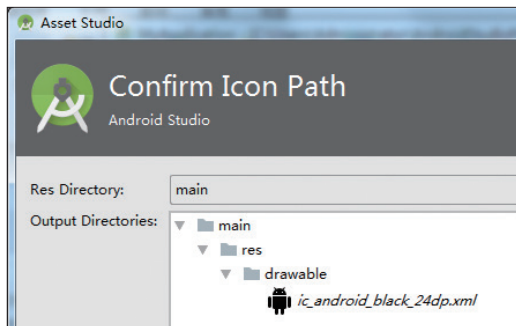 Asset Studio
Confirm Icon Path
Android Studio
Res Directory:
main
Output Directories:
main
res
drawable
ic_android_black_24dp.xml